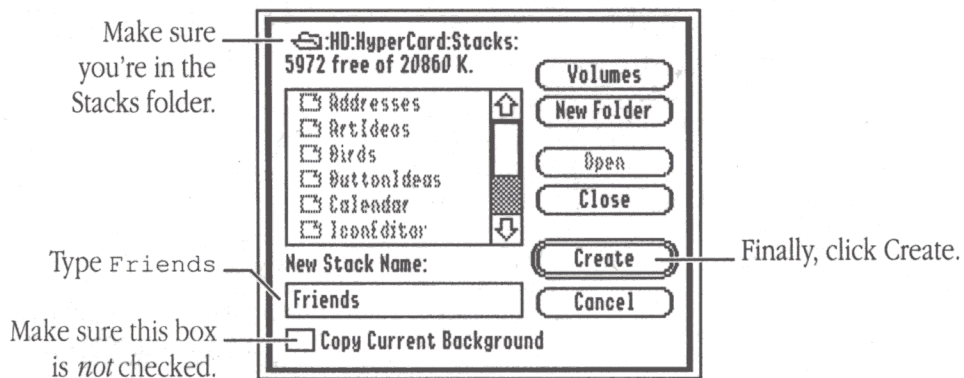 Make sure
you're in the
Stacks folder.
:HD:HyperCard:Stacks:
5972 free of 20860 K.
Addresses
ArtIdeas
Birds
ButtonIdeas
Calendar
IconEditor
Volumes
New Folder
Open
Close
Create
Cancel
Finally, click Create.
Type Friends
New Stack Name:
Friends
Make sure this box
is not checked.
Copy Current Background